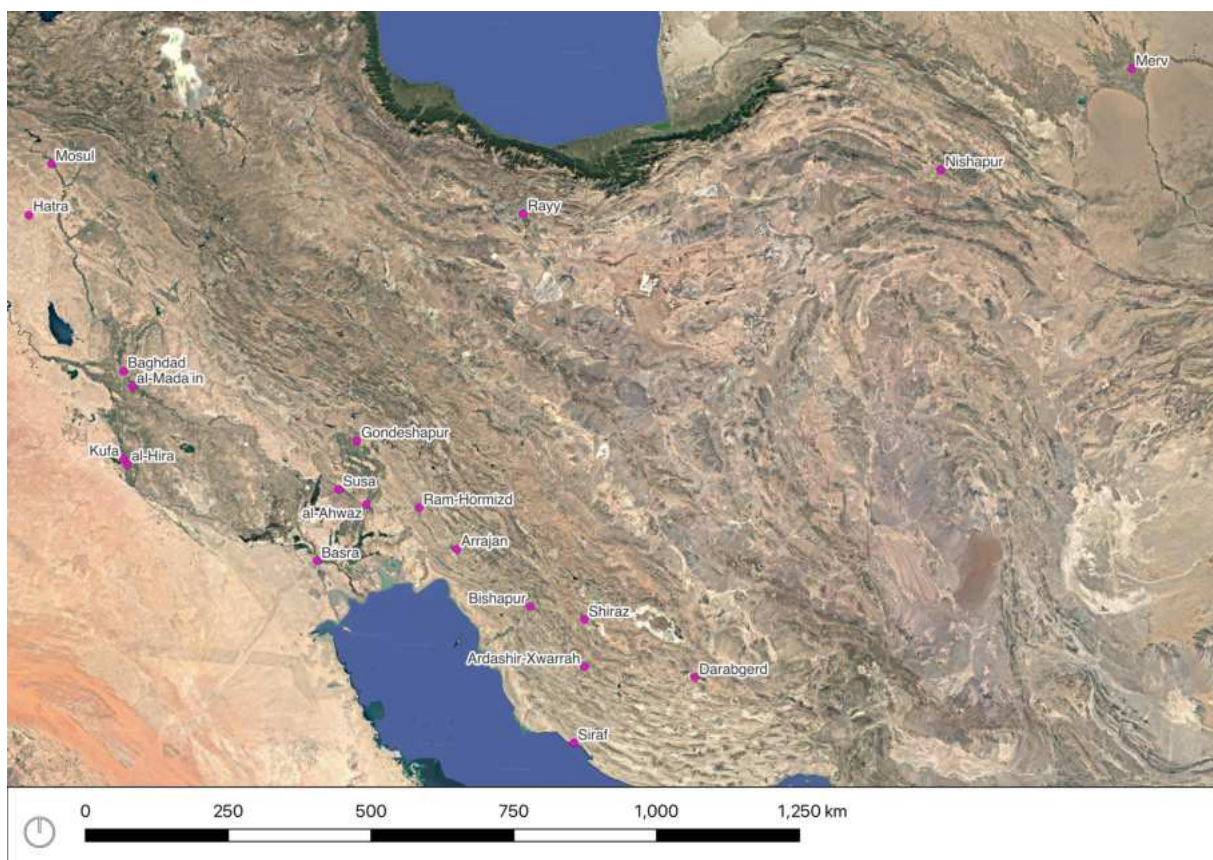 Merv
Mosul
Nishapur
Hatra
Rayy
Baghdad
al-Mada in
Gondeshapur
Kufa
al-Hira
Susa
al-Ahwaz
Ram-Hormizd
Arrajan
Basra
Bishapur
Shiraz
Ardashir-Xwarrah
Darabgerd
Siraf
0 250 500 750 1,000 1,250 km